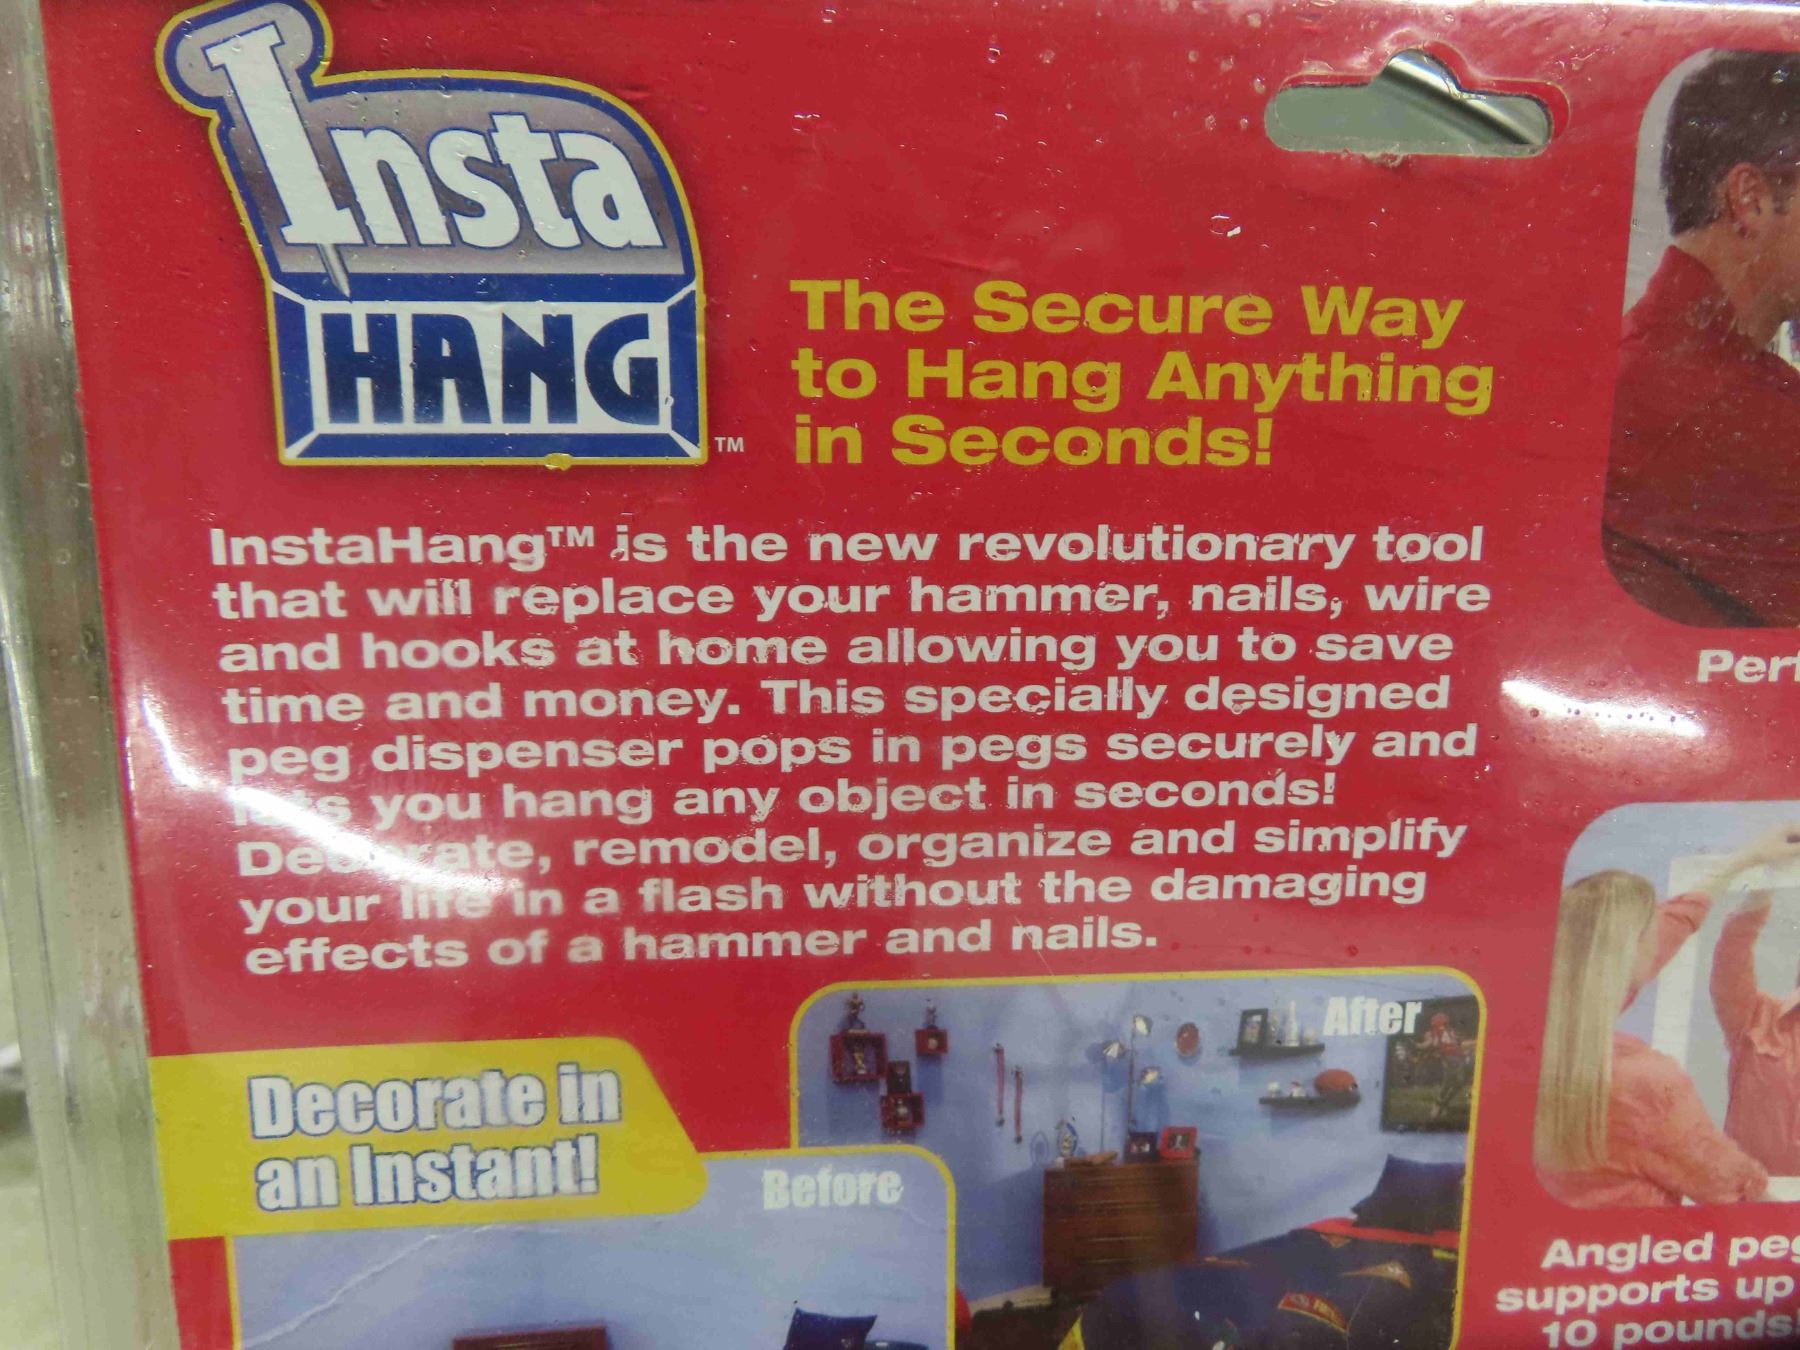 Insta
HANG
TM
The Secure Way
to Hang Anything
in Seconds!
InstaHang™ is the new revolutionary tool
that will replace your hammer, nails, wire
and hooks at home allowing you to save
time and money. This specially designed
peg dispenser pops in pegs securely and
lets you hang any object in seconds!
Decorate, remodel, organize and simplify
your life in a flash without the damaging
effects of a hammer and nails.
Decorate in
an Instant!
Before
After
Angled
supports up
10 pounds